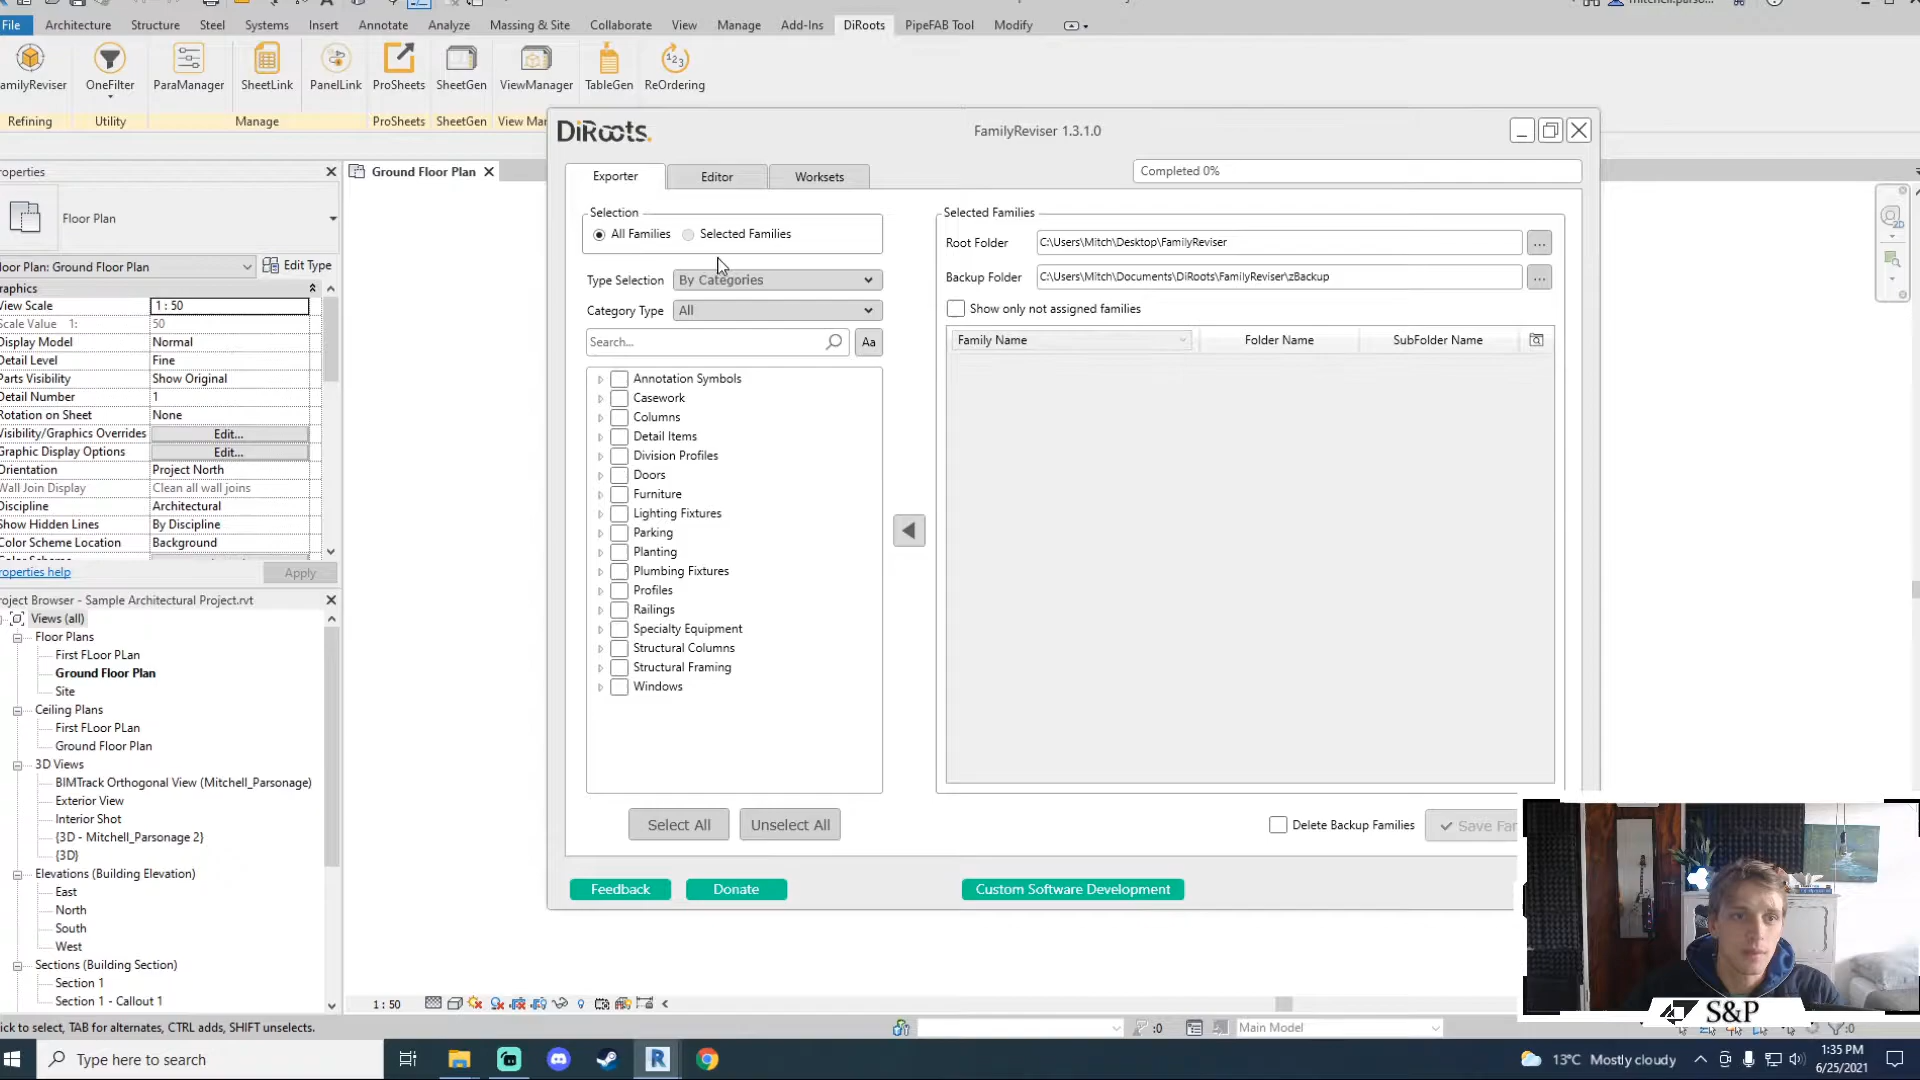 File Architecture Structure Steel Systems Insert Annotate Analyze Massing & Site Collaborate View Manage Add-Ins DiRoots PipeFAB Tool Modify
amilyReviser OneFilter ParaManager SheetLink PanelLink ProSheets SheetGen ViewManager TableGen ReOrdering
Refining Utility Manage ProSheets SheetGen View Mar
DiRoots. FamilyReviser 1.3.1.0
roperties
Ground Floor Plan
Exporter Editor Worksets
Completed 0%
Floor Plan
loor Plan: Ground Floor Plan Edit Type
raphics
View Scale 1 : 50
Scale Value 1: 50
Display Model Normal
Detail Level Fine
Parts Visibility Show Original
Detail Number 1
Rotation on Sheet None
Visibility/Graphics Overrides Edit...
Graphic Display Options Edit...
Orientation Project North
Wall Join Display Clean all wall joins
Discipline Architectural
Show Hidden Lines By Discipline
Color Scheme Location Background
roperties help Apply
Selection
All Families Selected Families
Type Selection By Categories
Category Type All
Search... Aa
Annotation Symbols
Casework
Columns
Detail Items
Division Profiles
Doors
Furniture
Lighting Fixtures
Parking
Planting
Plumbing Fixtures
Profiles
Railings
Specialty Equipment
Structural Columns
Structural Framing
Windows
Select All Unselect All
Selected Families
Root Folder C:\Users\Mitch\Desktop\FamilyReviser ...
Backup Folder C:\Users\Mitch\Documents\DiRoots\FamilyReviser\zBackup ...
Show only not assigned families
Family Name Folder Name SubFolder Name
Delete Backup Families Save Far
Feedback Donate Custom Software Development
roject Browser - Sample Architectural Project.rvt
Views (all)
Floor Plans
First FLoor PLan
Ground Floor Plan
Site
Ceiling Plans
First FLoor PLan
Ground Floor Plan
3D Views
BIMTrack Orthogonal View (Mitchell_Parsonage)
Exterior View
Interior Shot
{3D - Mitchell_Parsonage 2}
{3D}
Elevations (Building Elevation)
East
North
South
West
Sections (Building Section)
Section 1
Section 1 - Callout 1
1 : 50
S&P
ick to select, TAB for alternates, CTRL adds, SHIFT unselects.
:0 Main Model :0
Type here to search
13°C Mostly cloudy
1:35 PM
6/25/2021